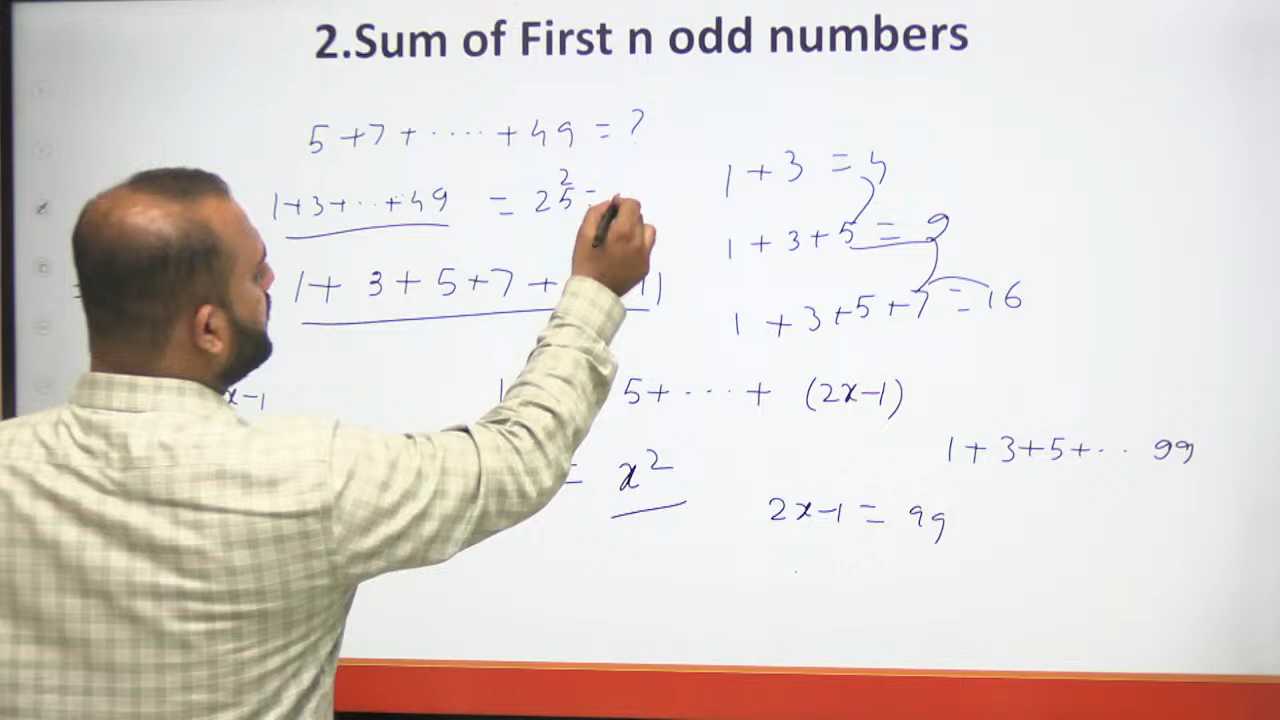 2.Sum of First n odd numbers
5+7+ ···· +49 = ?
1+3+···+49 = 25² =
1+ 3+ 5+7 + 11
1 + 3 = 4
1 + 3+5 = 9
1 + 3+5+7 = 16
x-1
1 5+ ··· + (2x-1)
= x²
1+3+5+··· 99
2x-1 = 99